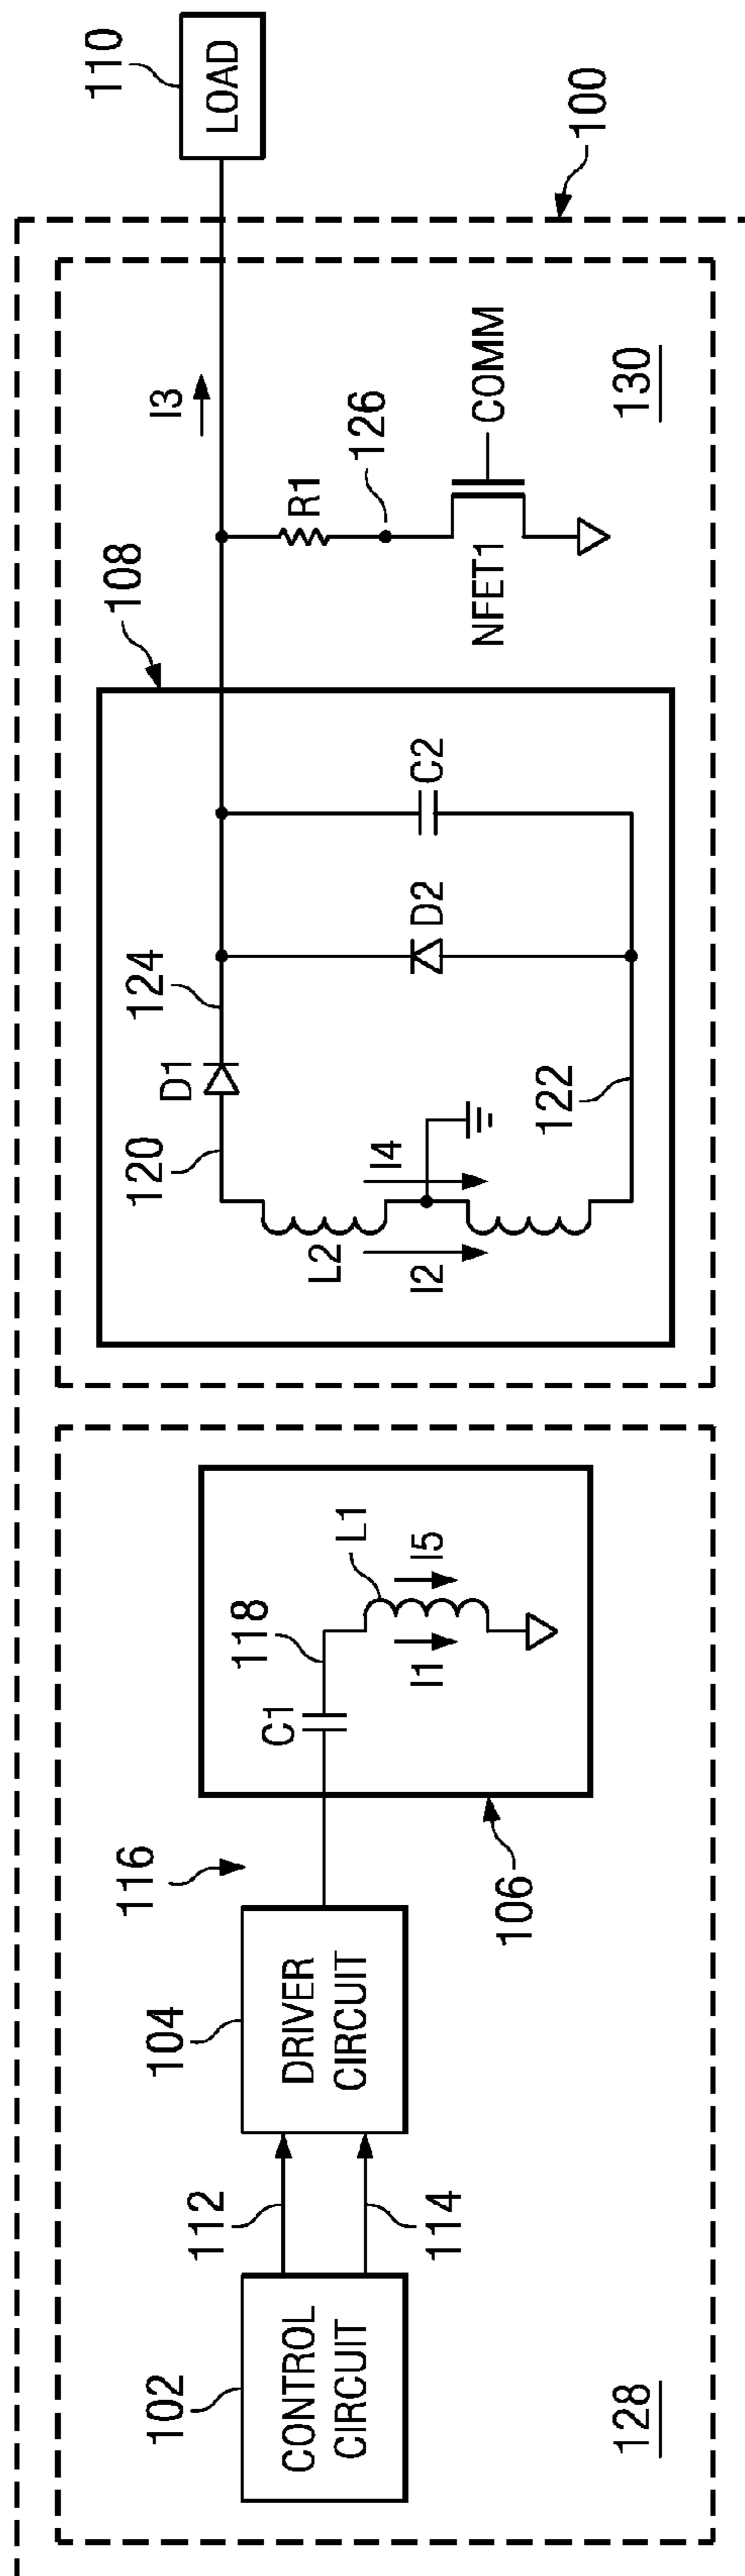 100
128
102
CONTROL
CIRCUIT
112
114
104
DRIVER
CIRCUIT
116
106
C1
118
L1
I1
I5
130
108
L2
I2
I4
120
D1
124
122
D2
C2
R1
126
NFET1
COMM
I3
110
LOAD